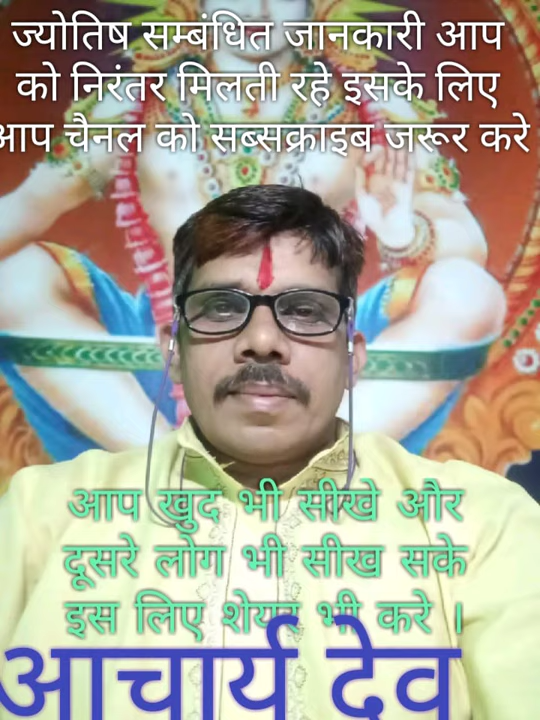 ज्योतिष सम्बंधित जानकारी आप
को निरंतर मिलती रहे इसके लिए
आप चैनल को सब्सक्राइब जरूर करे
आप खुद भी सीखे और
दूसरे लोग भी सीख सके
इस लिए शेयर भी करे ।
आचार्य देव